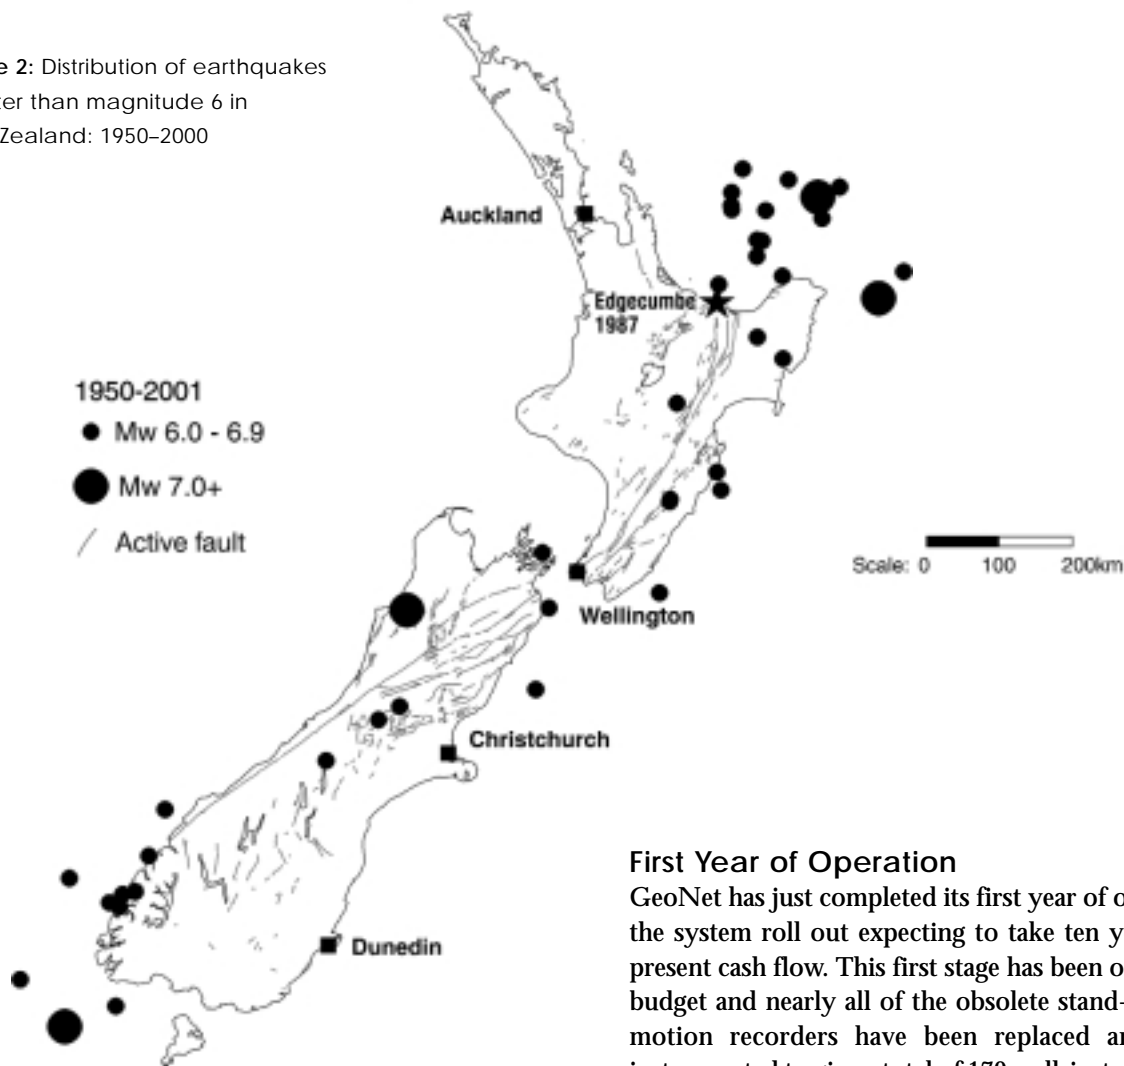 e 2: Distribution of earthquakes
ter than magnitude 6 in
Zealand: 1950–2000
Auckland
Edgecumbe
1987
1950-2001
Mw 6.0 - 6.9
Mw 7.0+
Active fault
Scale: 0 100 200km
Wellington
Christchurch
Dunedin
First Year of Operation
GeoNet has just completed its first year of o
the system roll out expecting to take ten y
present cash flow. This first stage has been o
budget and nearly all of the obsolete stand-
motion recorders have been replaced a